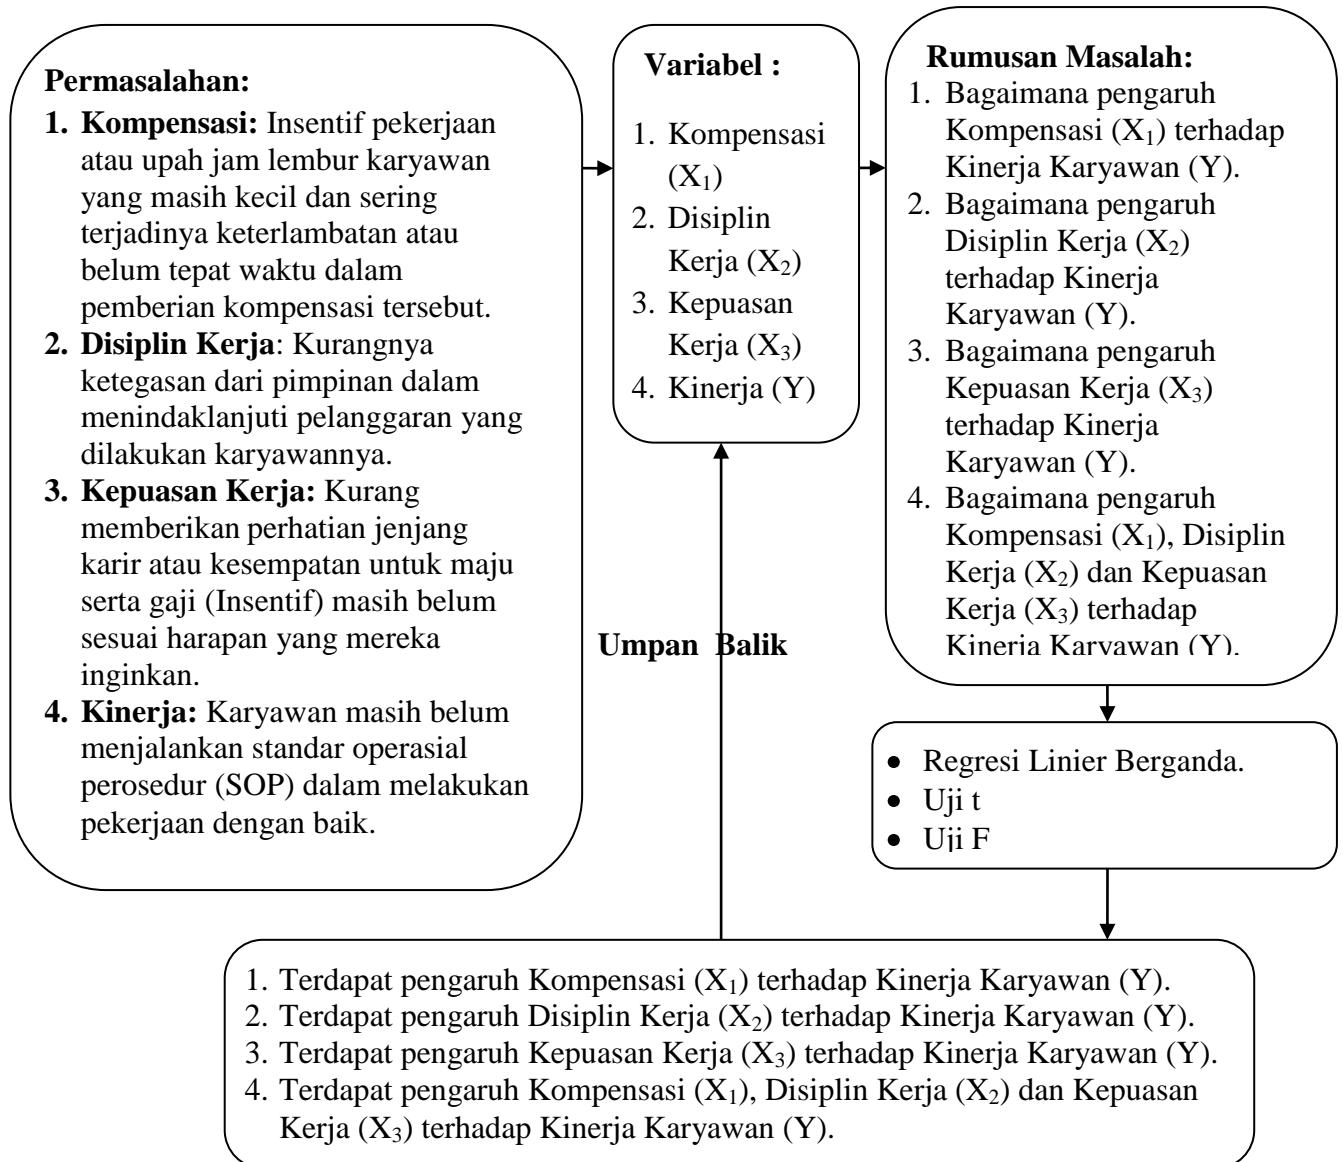 Permasalahan:
1. Kompensasi: Insentif pekerjaan
atau upah jam lembur karyawan
yang masih kecil dan sering
terjadinya keterlambatan atau
belum tepat waktu dalam
pemberian kompensasi tersebut.
2. Disiplin Kerja: Kurangnya
ketegasan dari pimpinan dalam
menindaklanjuti pelanggaran yang
dilakukan karyawannya.
3. Kepuasan Kerja: Kurang
memberikan perhatian jenjang
karir atau kesempatan untuk maju
serta gaji (Insentif) masih belum
sesuai harapan yang mereka
inginkan.
4. Kinerja: Karyawan masih belum
menjalankan standar operasial
perosedur (SOP) dalam melakukan
pekerjaan dengan baik.
Variabel :
1. Kompensasi
(X₁)
2. Disiplin
Kerja (X₂)
3. Kepuasan
Kerja (X₃)
4. Kinerja (Y)
Rumusan Masalah:
1. Bagaimana pengaruh
Kompensasi (X₁) terhadap
Kinerja Karyawan (Y).
2. Bagaimana pengaruh
Disiplin Kerja (X₂)
terhadap Kinerja
Karyawan (Y).
3. Bagaimana pengaruh
Kepuasan Kerja (X₃)
terhadap Kinerja
Karyawan (Y).
4. Bagaimana pengaruh
Kompensasi (X₁), Disiplin
Kerja (X₂) dan Kepuasan
Kerja (X₃) terhadap
Kinerja Karyawan (Y).
Umpan Balik
• Regresi Linier Berganda.
• Uji t
• Uji F
1. Terdapat pengaruh Kompensasi (X₁) terhadap Kinerja Karyawan (Y).
2. Terdapat pengaruh Disiplin Kerja (X₂) terhadap Kinerja Karyawan (Y).
3. Terdapat pengaruh Kepuasan Kerja (X₃) terhadap Kinerja Karyawan (Y).
4. Terdapat pengaruh Kompensasi (X₁), Disiplin Kerja (X₂) dan Kepuasan
Kerja (X₃) terhadap Kinerja Karyawan (Y).